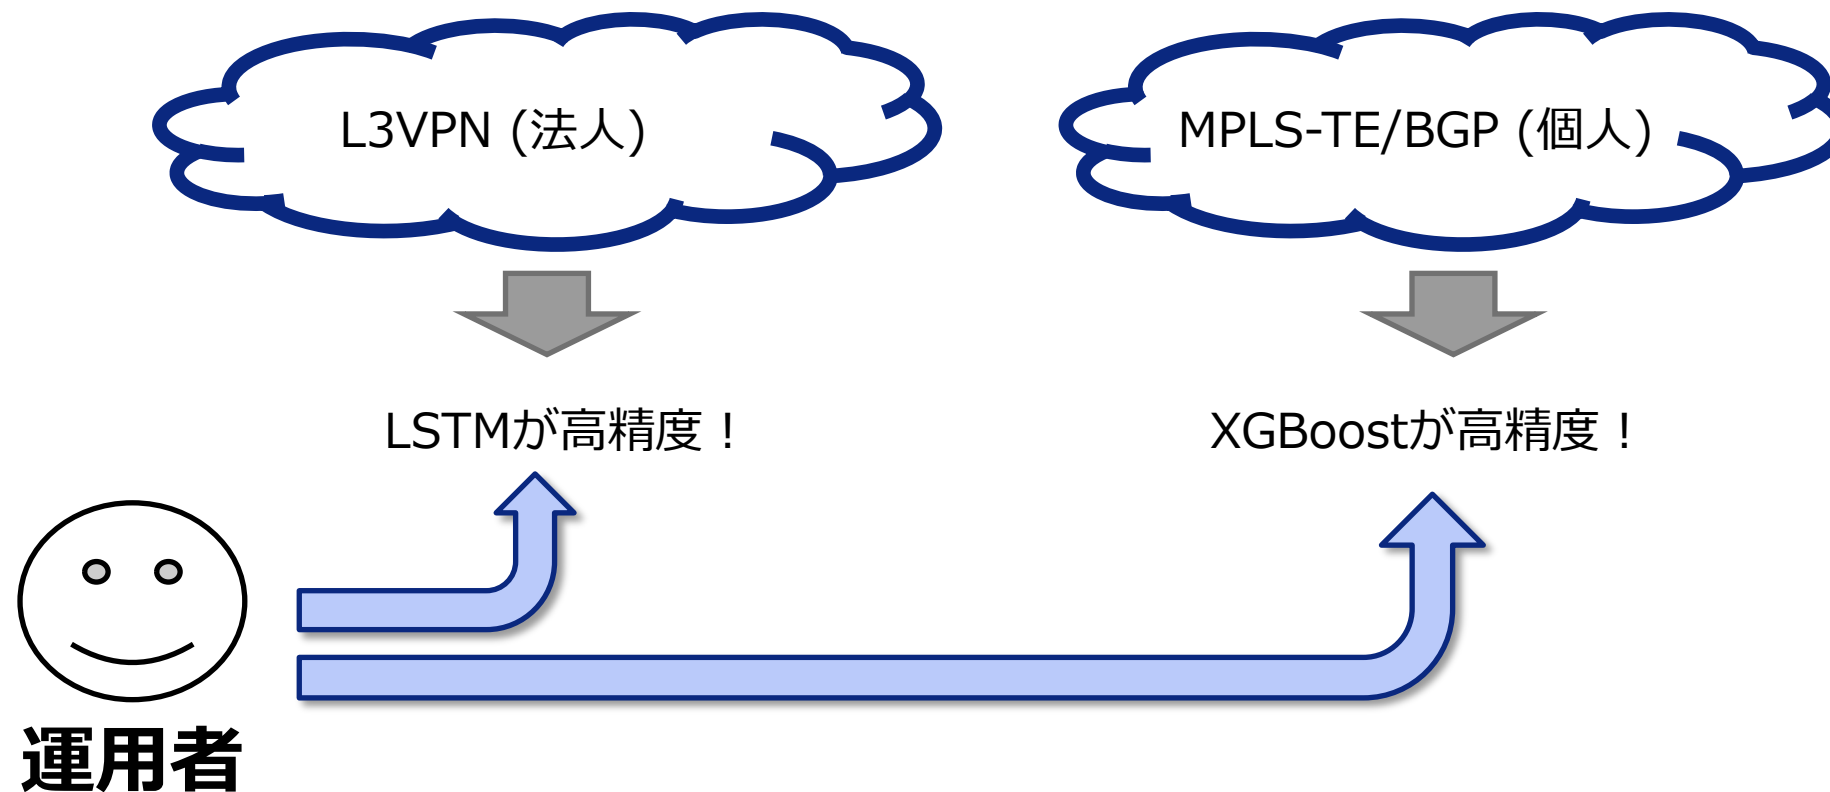 L3VPN (法人)
MPLS-TE/BGP (個人)
LSTMが高精度！
XGBoostが高精度！
運用者